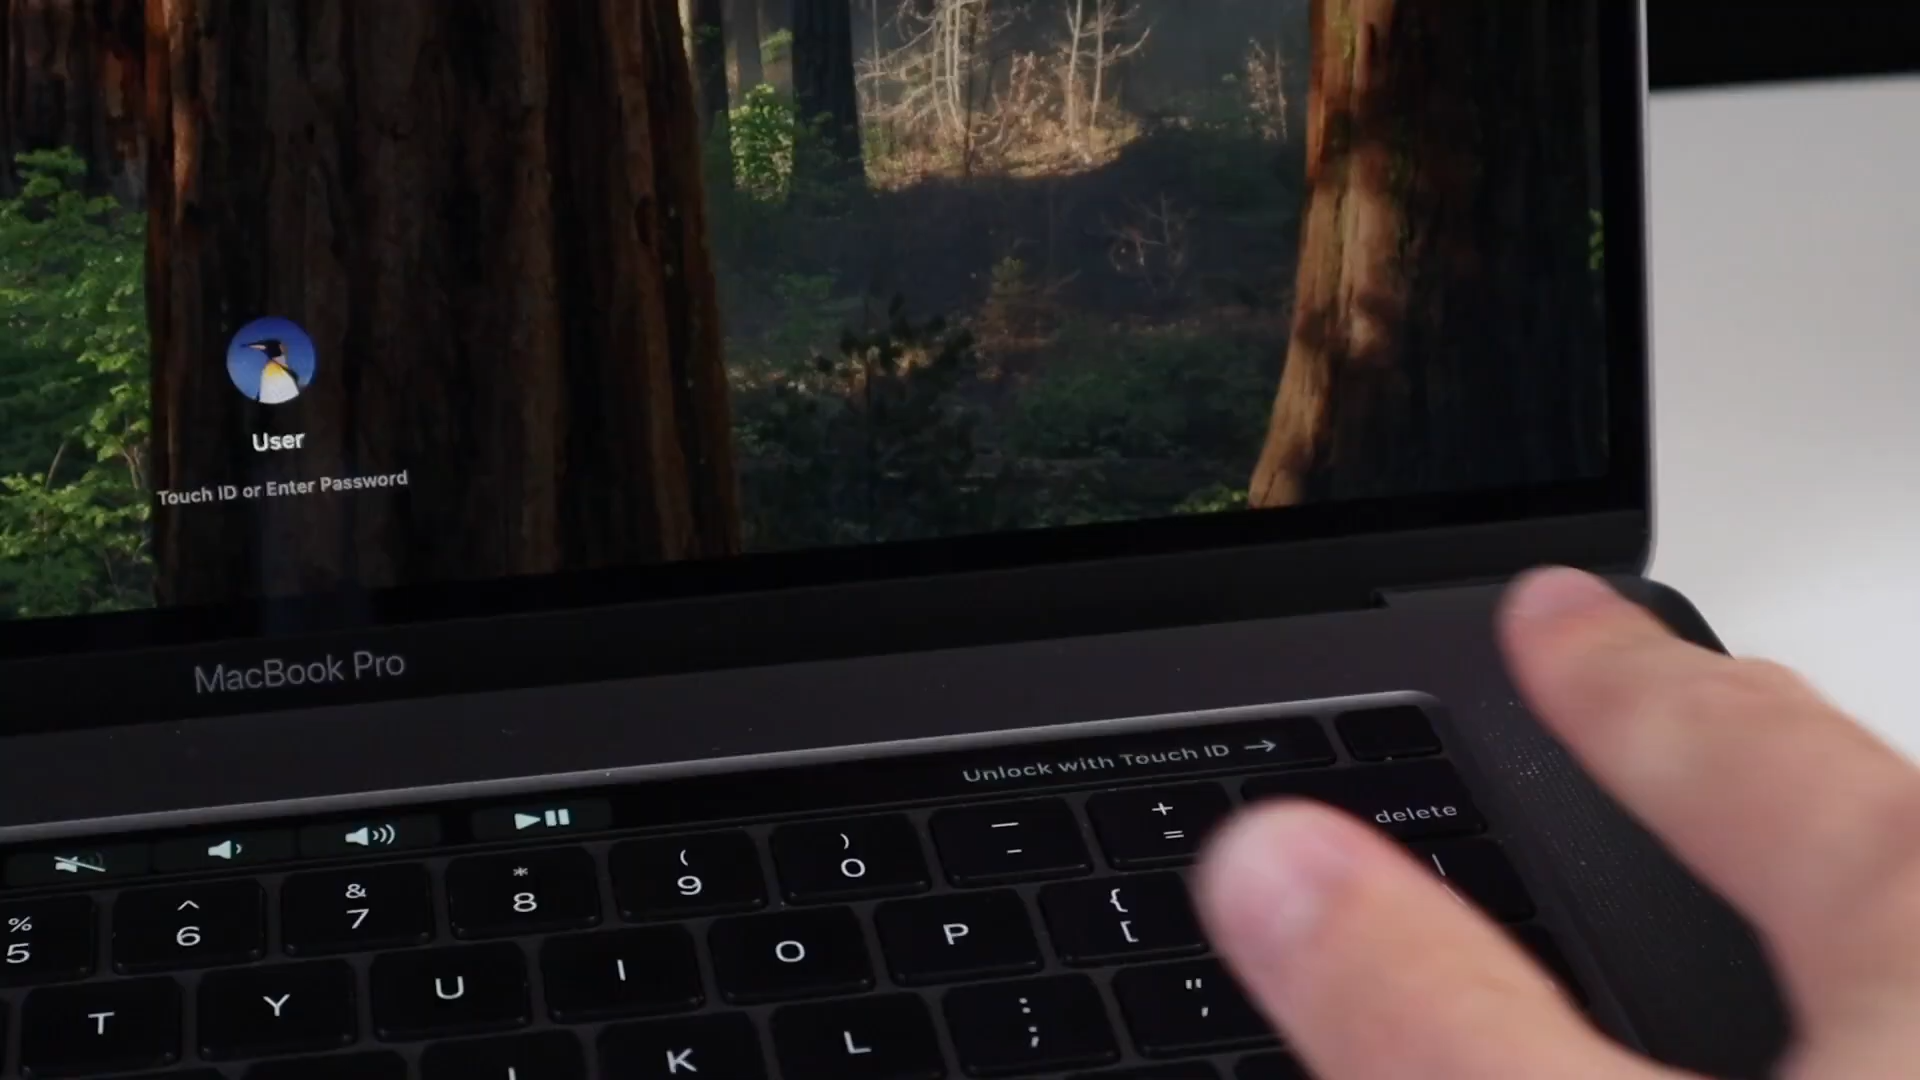 User
Touch ID or Enter Password
MacBook Pro
Unlock with Touch ID →
% 5
^ 6
& 7
* 8
( 9
) 0
— -
+ =
delete
T
Y
U
I
O
P
{ [
|
K
L
: ;
" '